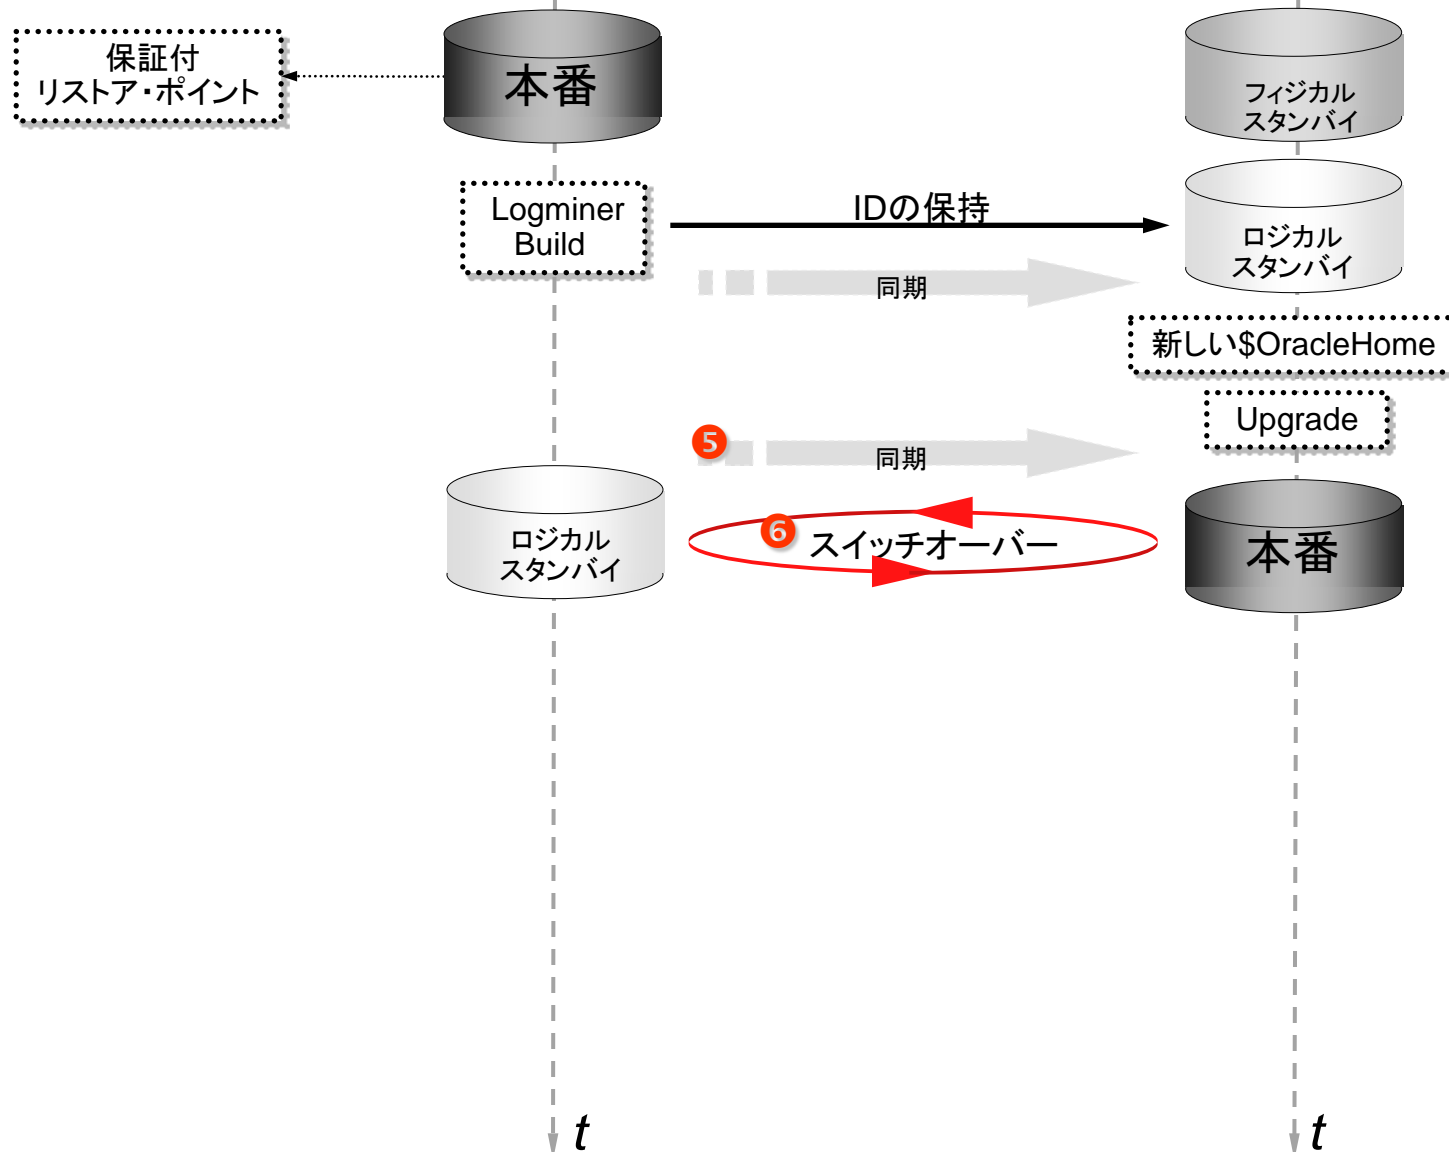 保証付
リストア・ポイント
本番
フィジカル
スタンバイ
Logminer
Build
IDの保持
ロジカル
スタンバイ
同期
新しい$OracleHome
Upgrade
5
同期
ロジカル
スタンバイ
6
スイッチオーバー
本番
t
t